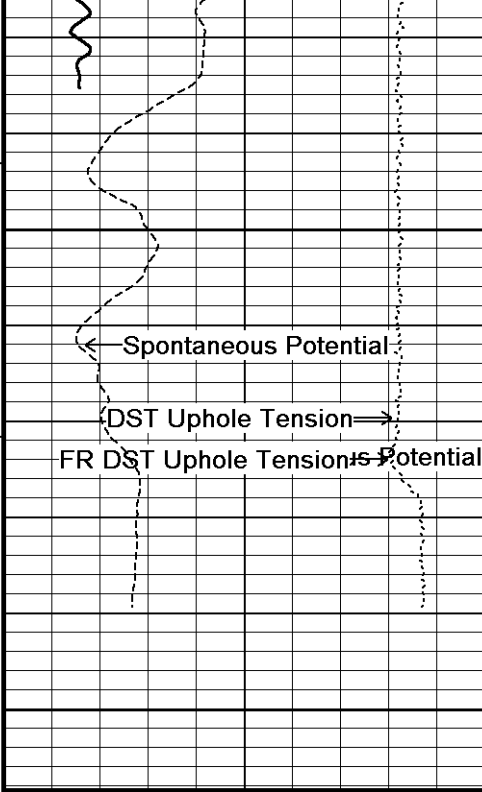 Spontaneous Potential
DST Uphole Tension
FR DST Uphole Tension
Potential